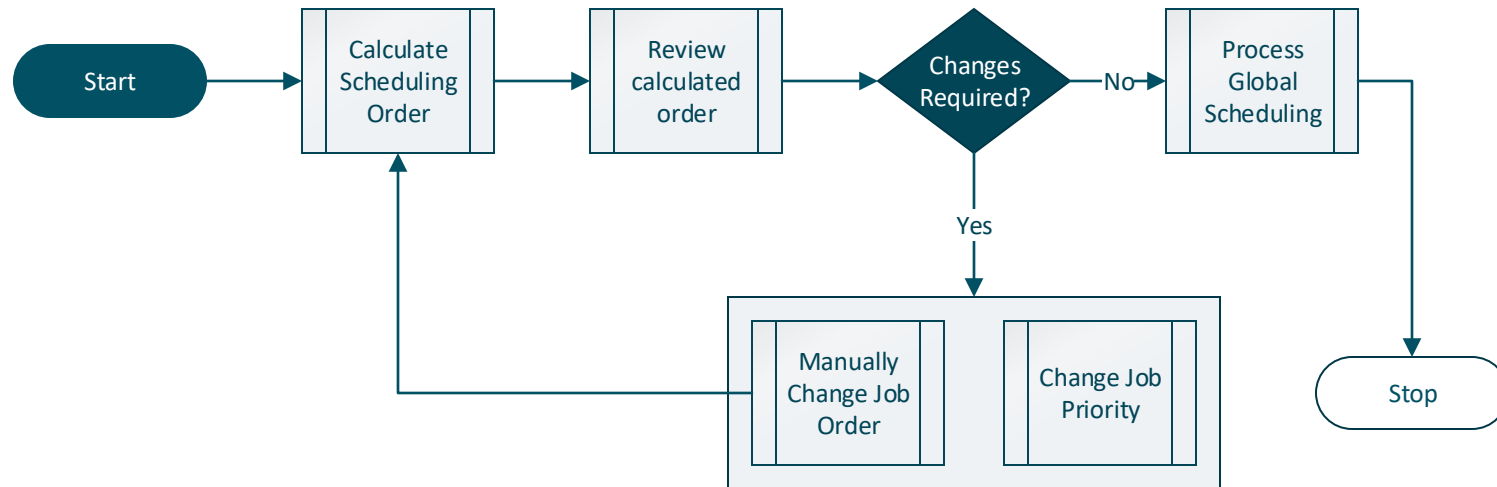 Start
Calculate
Scheduling
Order
Review
calculated
order
Changes
Required?
No
Process
Global
Scheduling
Yes
Manually
Change Job
Order
Change Job
Priority
Stop